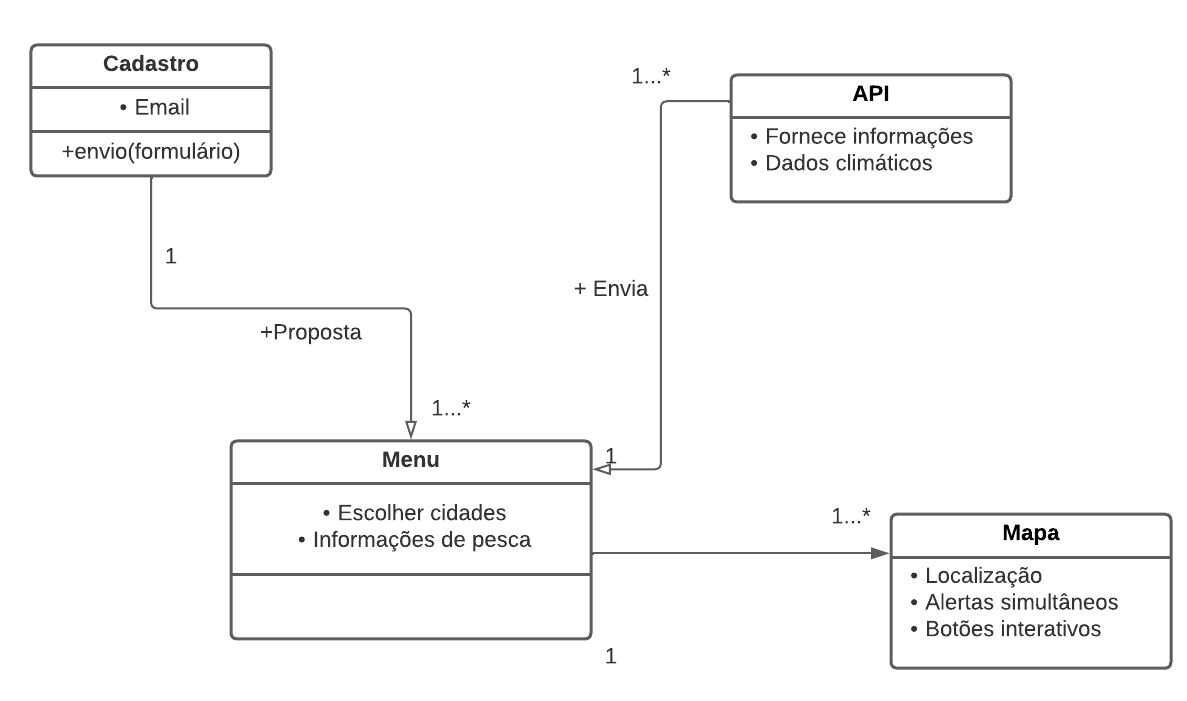 Cadastro
• Email
+envio(formulário)
1
+Proposta
1...*
1...*
API
• Fornece informações
• Dados climáticos
+ Envia
1
Menu
• Escolher cidades
• Informações de pesca
1
1...*
Mapa
• Localização
• Alertas simultâneos
• Botões interativos